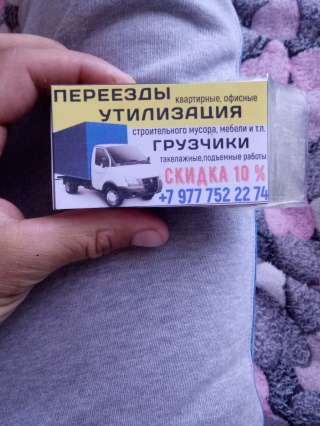 ПЕРЕЕЗДЫ квартирные, офисные
УТИЛИЗАЦИЯ
строительного мусора, мебели и т.п.
ГРУЗЧИКИ
такелажные,подъемные работы
СКИДКА 10 %
+7 977 752 22 74